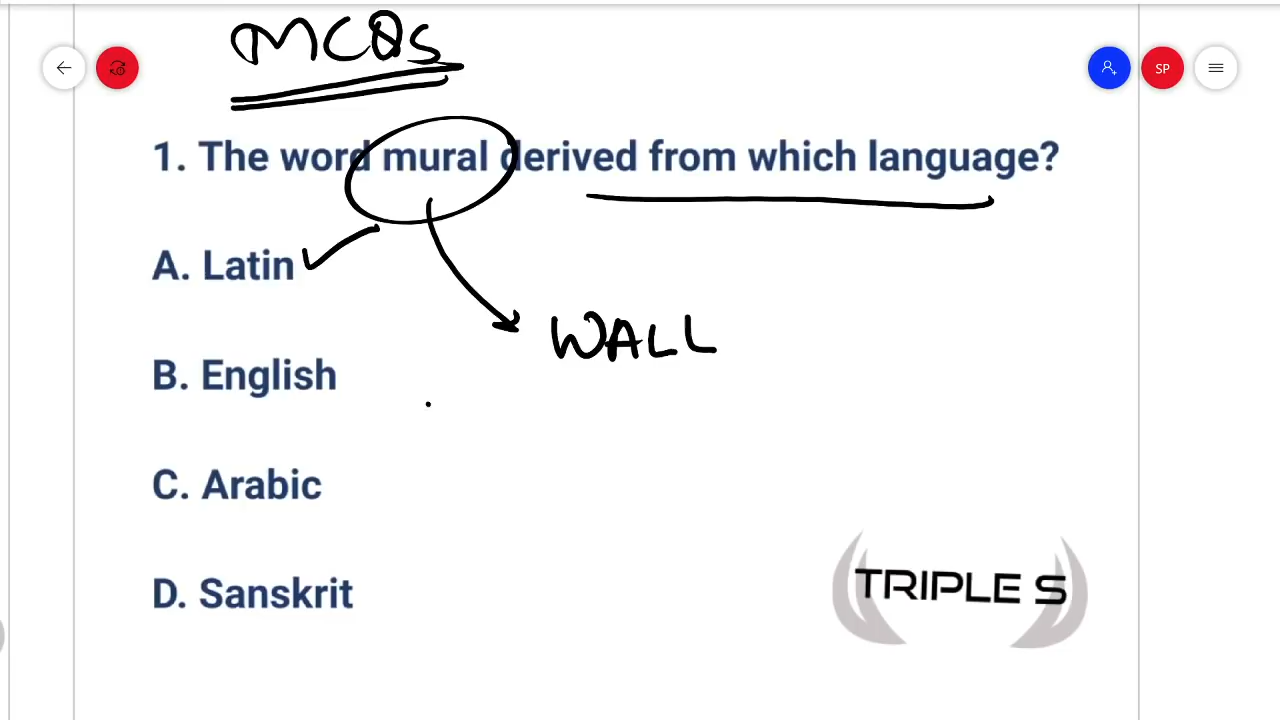 MCQS
SP
1. The word mural derived from which language?
A. Latin
WALL
B. English
C. Arabic
D. Sanskrit
TRIPLE S